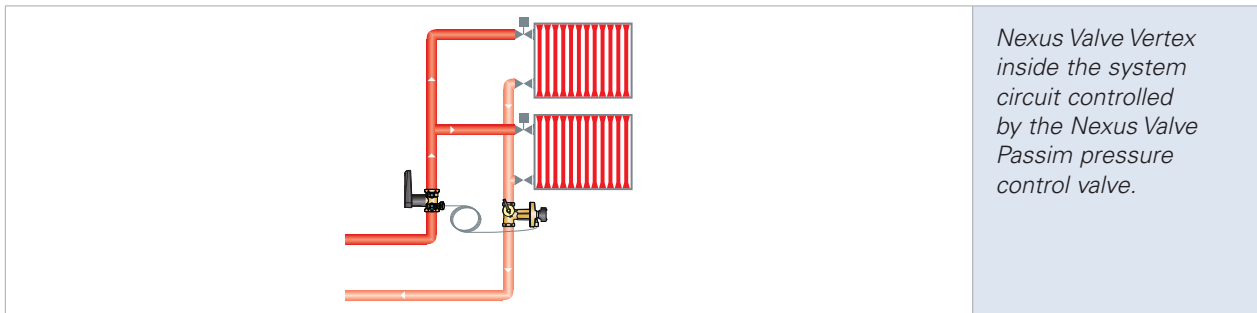 Nexus Valve Vertex
inside the system
circuit controlled
by the Nexus Valve
Passim pressure
control valve.